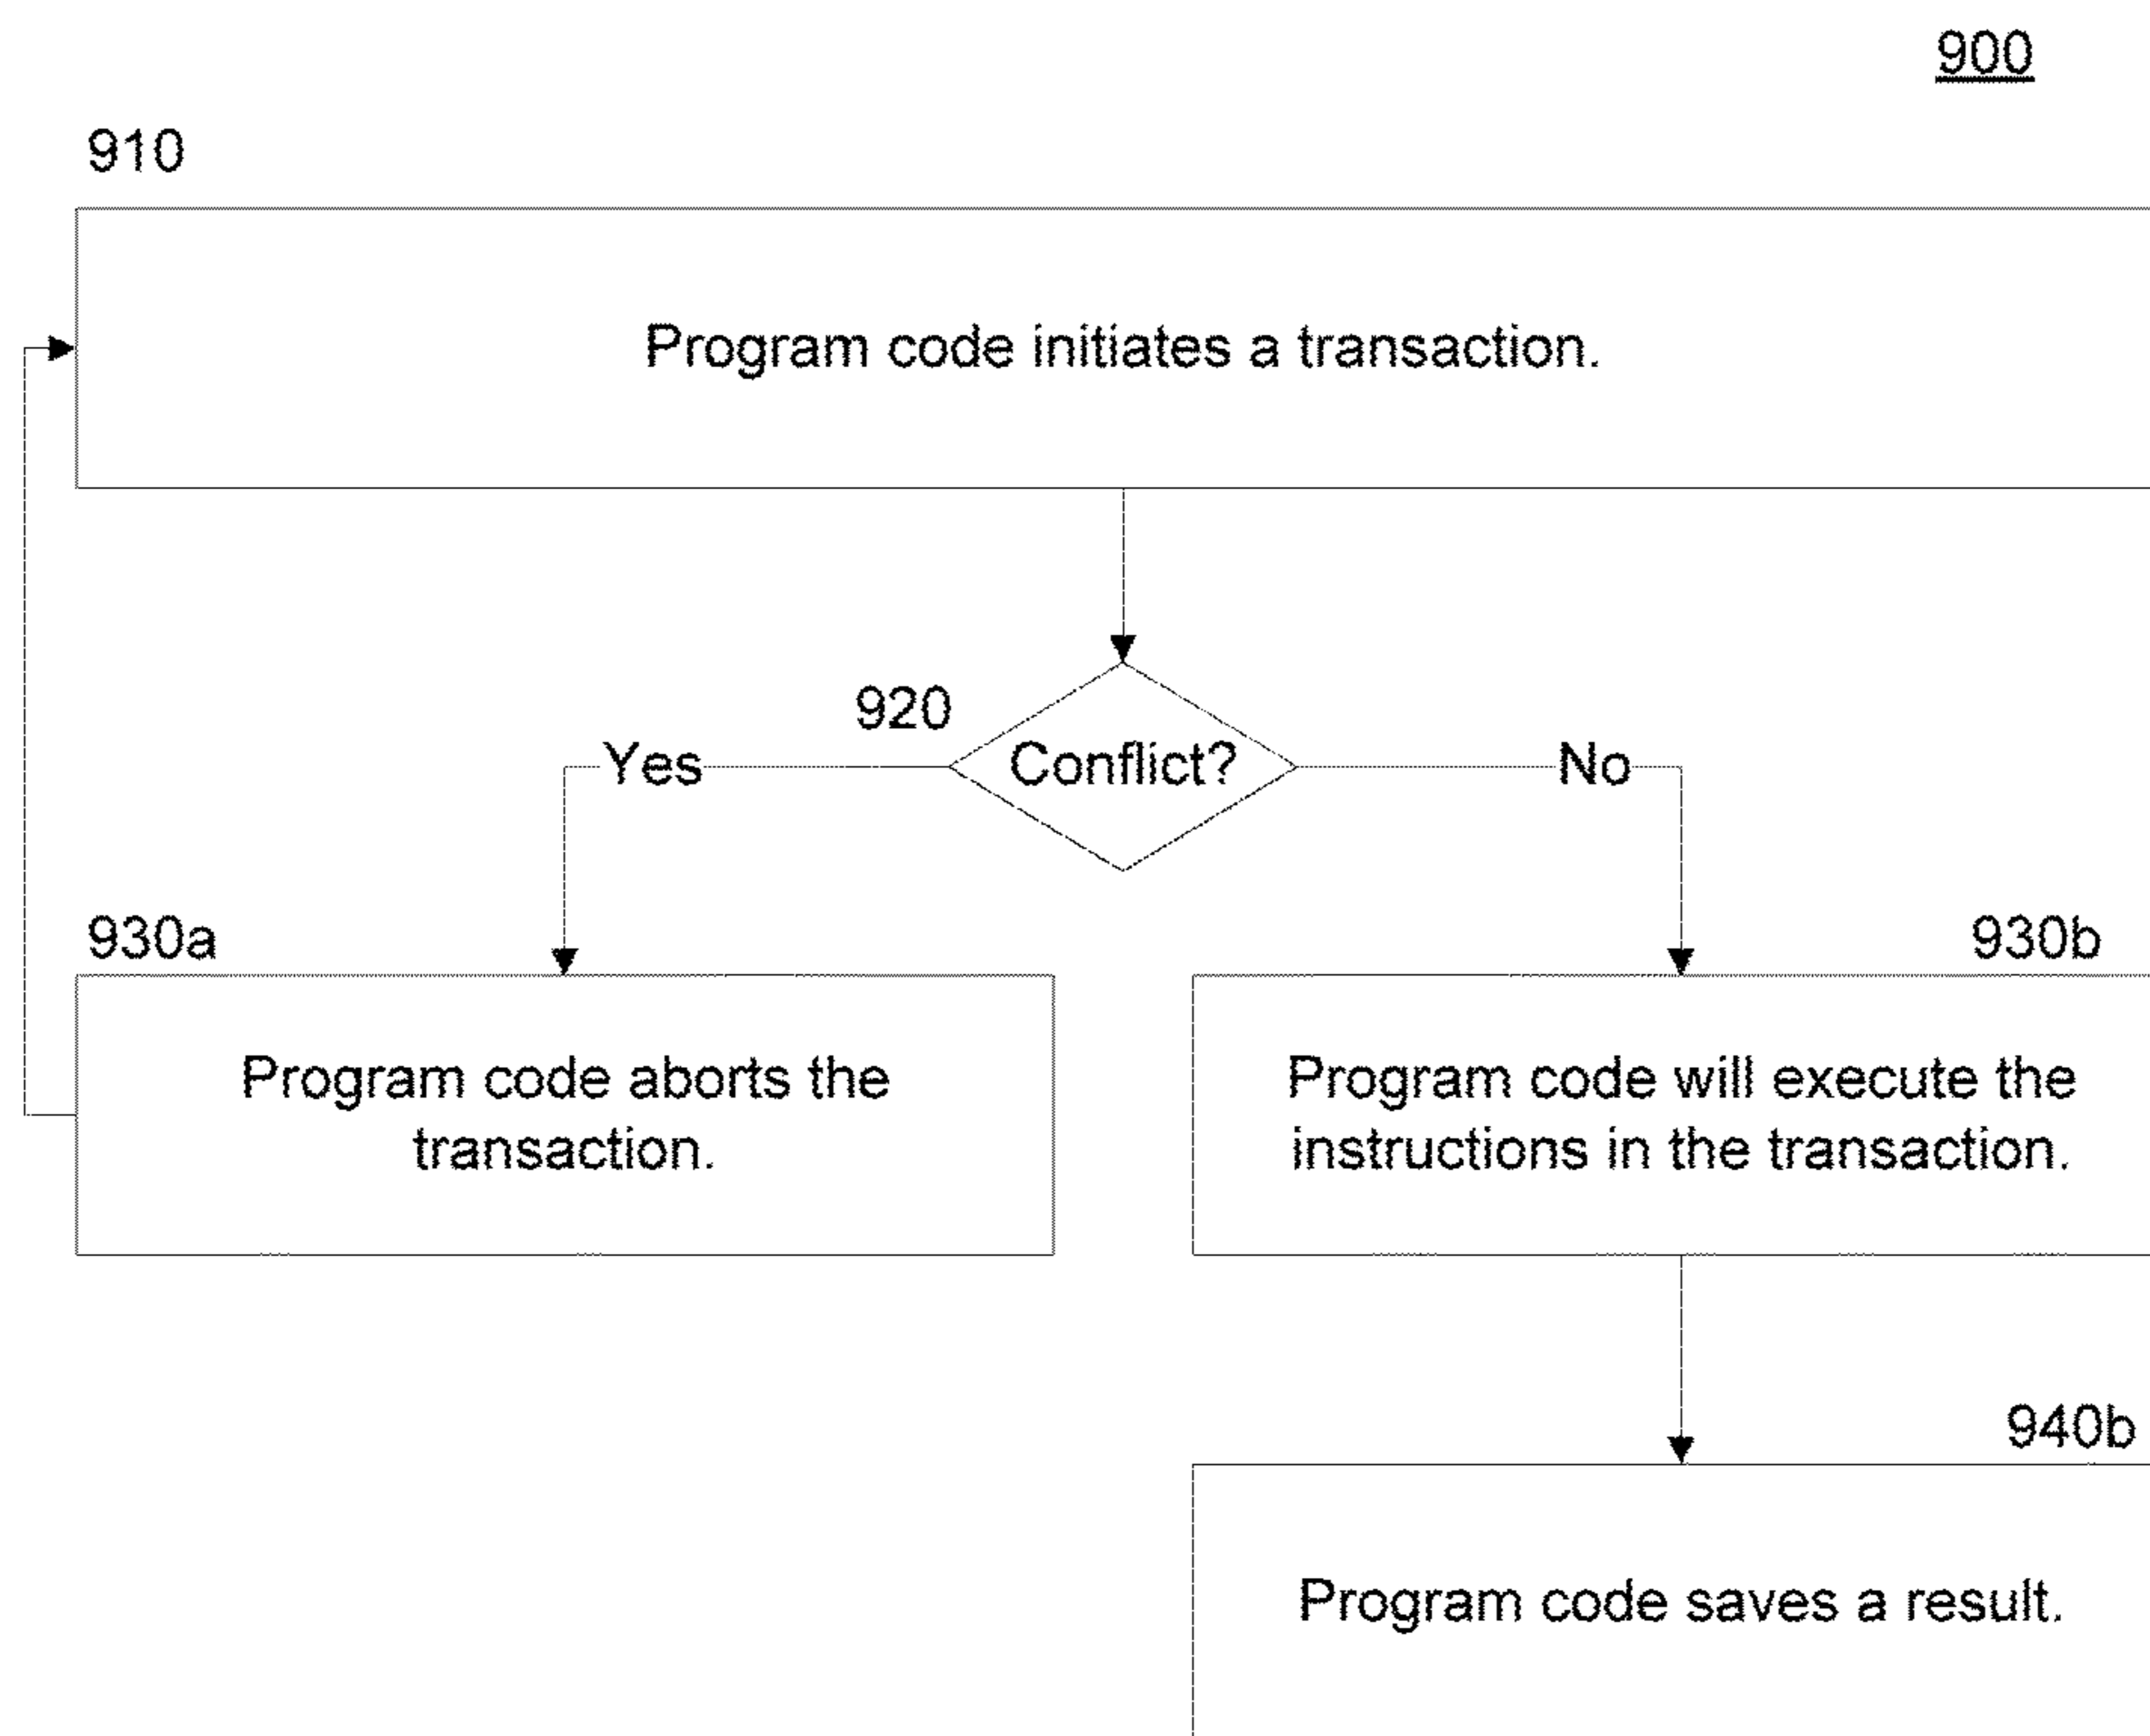 900
910
Program code initiates a transaction.
920
Conflict?
Yes
No
930a
930b
Program code aborts the
transaction.
Program code will execute the
instructions in the transaction.
940b
Program code saves a result.